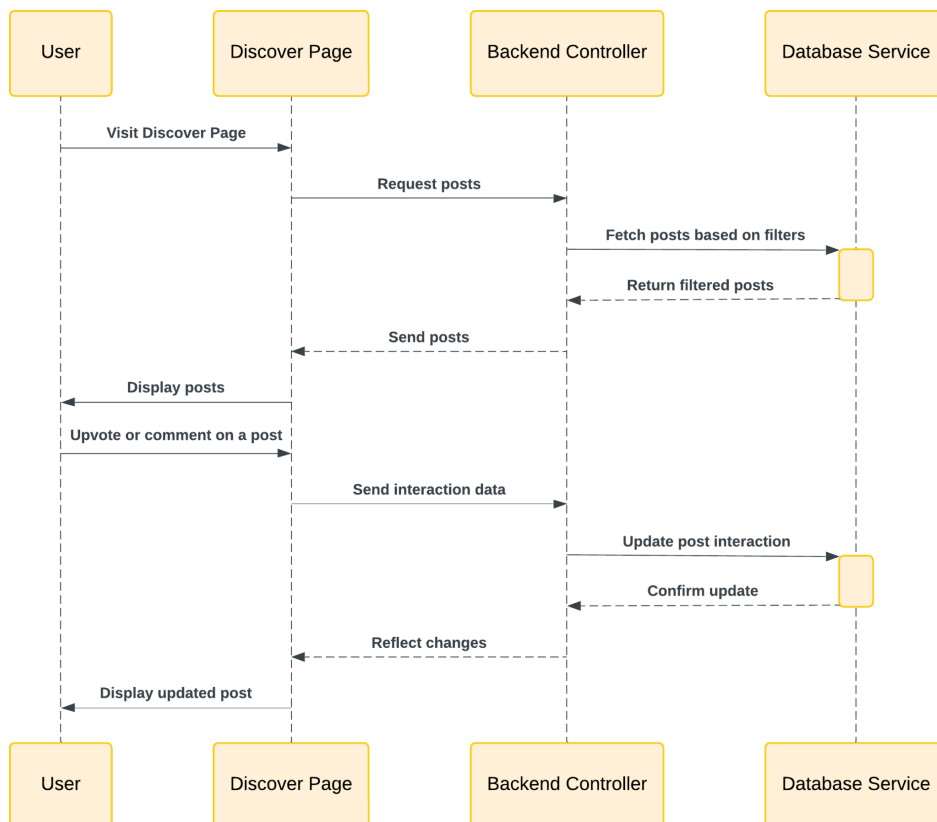 User
Discover Page
Backend Controller
Database Service
Visit Discover Page
Request posts
Fetch posts based on filters
Return filtered posts
Send posts
Display posts
Upvote or comment on a post
Send interaction data
Update post interaction
Confirm update
Reflect changes
Display updated post
User
Discover Page
Backend Controller
Database Service